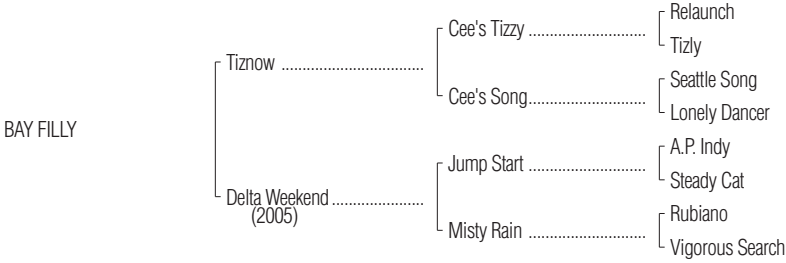 Relaunch
Cee's Tizzy ..............................
Tizly
Tiznow ....................................
Seattle Song
Cee's Song..............................
Lonely Dancer
BAY FILLY
A.P. Indy
Jump Start ..............................
Steady Cat
Delta Weekend ........................
(2005)
Rubiano
Misty Rain ..............................
Vigorous Search